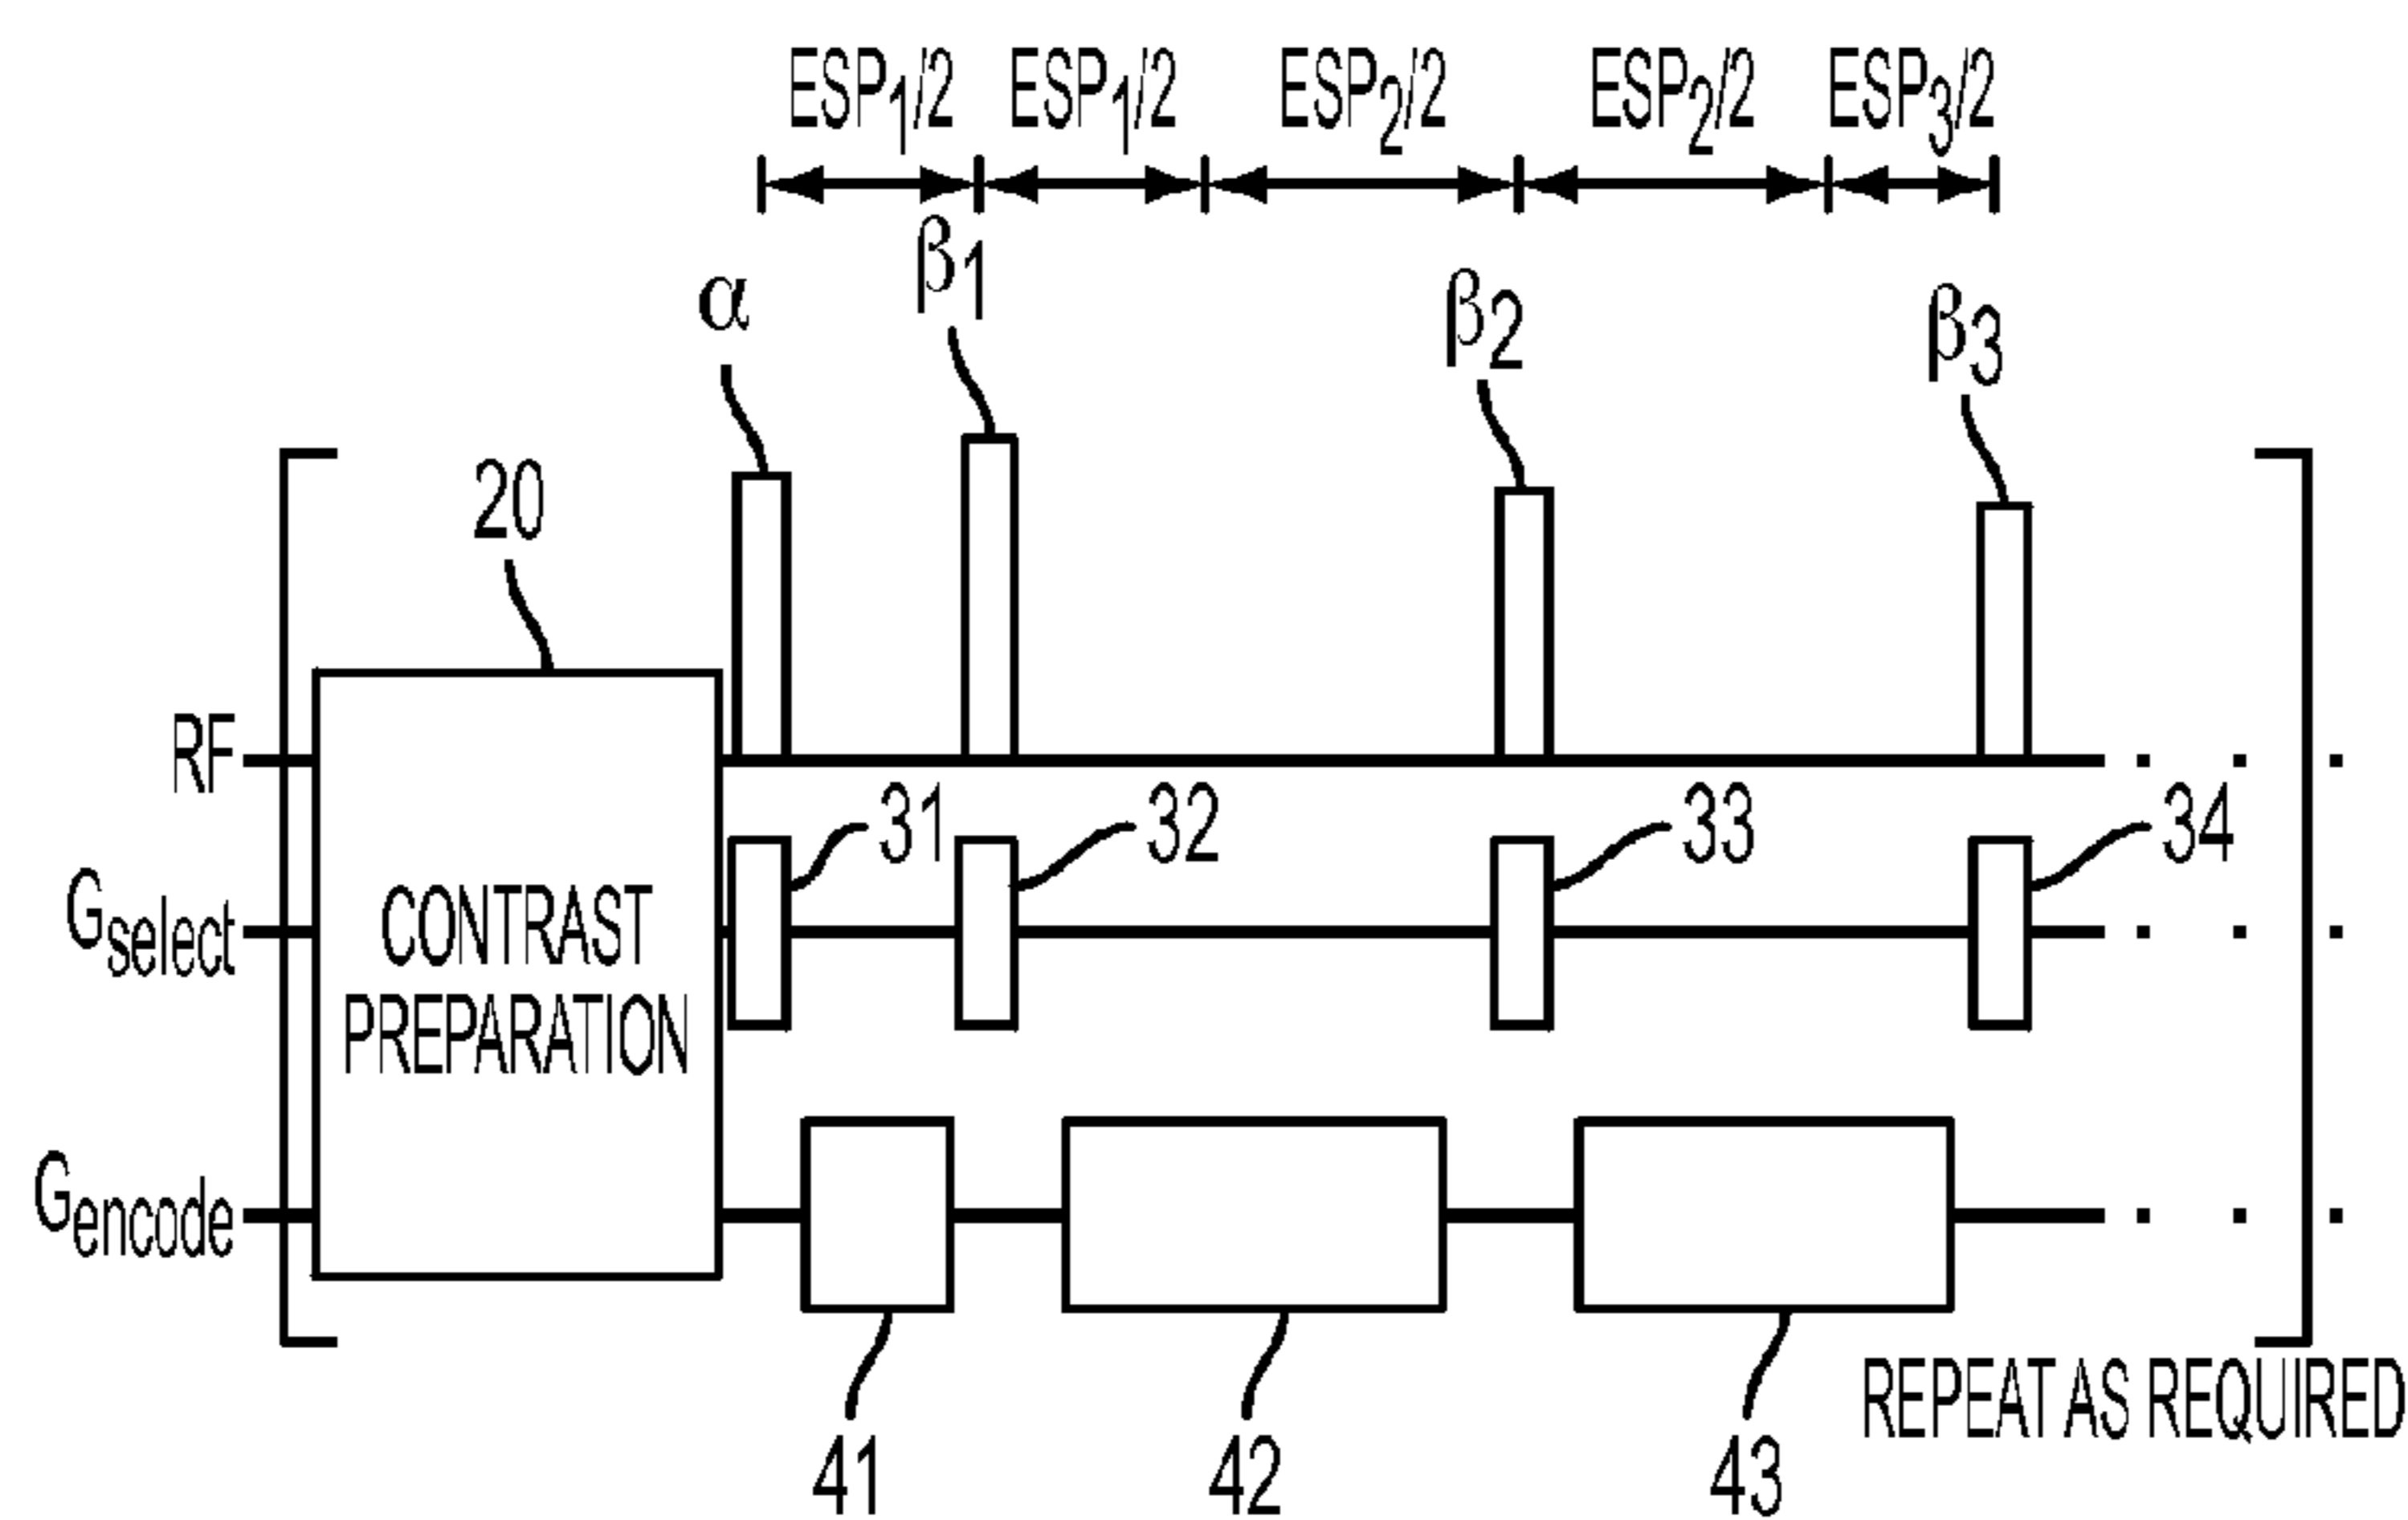 ESP1/2 ESP1/2 ESP2/2 ESP2/2 ESP3/2
α
β1
β2
β3
20
RF
31
32
33
34
Gselect
CONTRAST
PREPARATION
Gencode
REPEAT AS REQUIRED
41
42
43